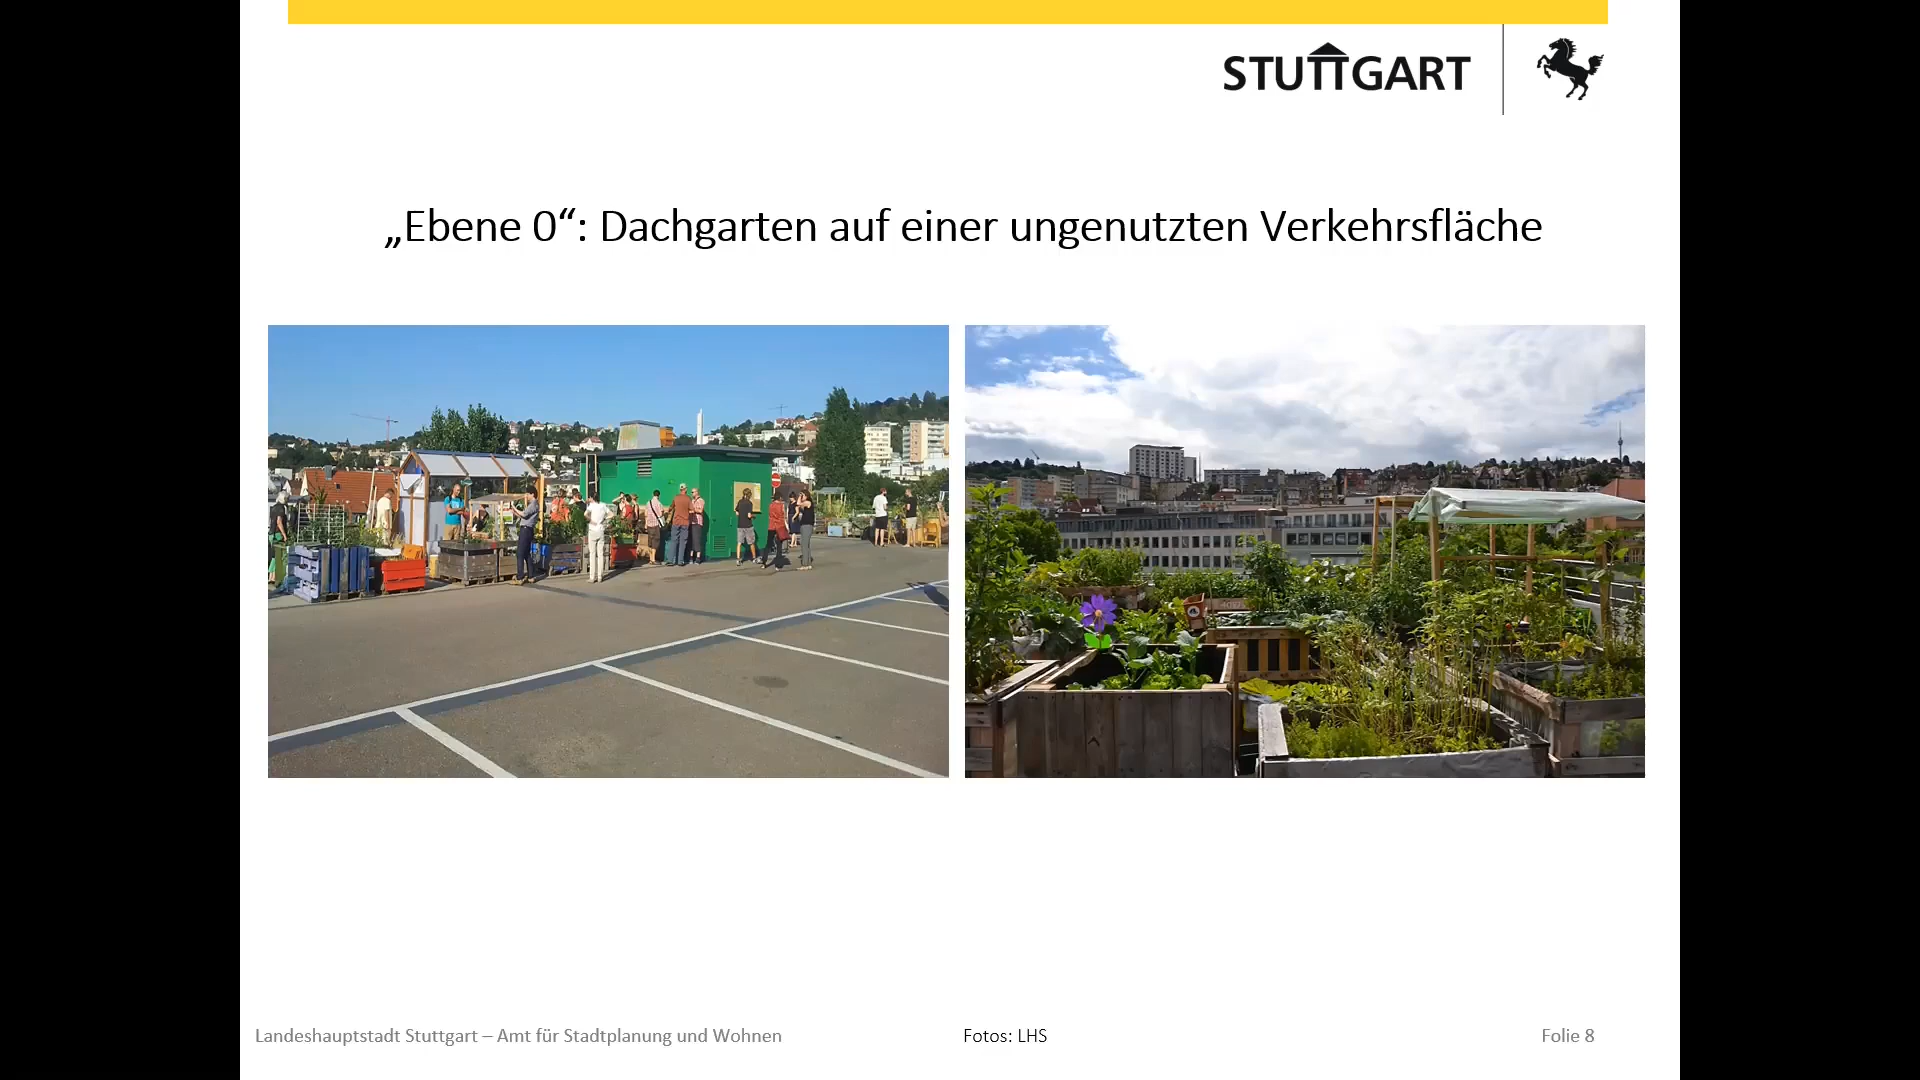 STUTTGART
„Ebene 0“: Dachgarten auf einer ungenutzten Verkehrsfläche
Landeshauptstadt Stuttgart – Amt für Stadtplanung und Wohnen
Fotos: LHS
Folie 8